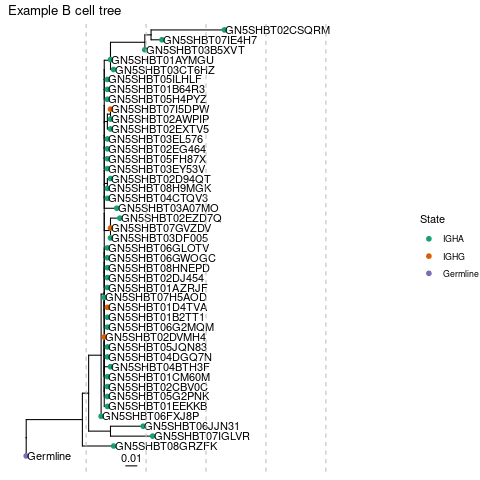 Example B cell tree
GN5SHBT02CSQRM
GN5SHBT07IE4H7
GN5SHBT03B5XVT
GN5SHBT01AYMGU
GN5SHBT03CT6HZ
GN5SHBT05ILHLF
GN5SHBT01B64R3
GN5SHBT05H4PYZ
GN5SHBT07I5DPW
GN5SHBT02AWPIP
GN5SHBT02EXTV5
GN5SHBT03EL576
GN5SHBT02EG464
GN5SHBT05FH87X
GN5SHBT03EY53V
GN5SHBT02D94QT
GN5SHBT08H9MGK
GN5SHBT04CTQV3
GN5SHBT03A07MO
GN5SHBT02EZD7Q
GN5SHBT07GVZDV
GN5SHBT03DF005
GN5SHBT06GLOTV
GN5SHBT06GWOGC
GN5SHBT08HNEPD
GN5SHBT02DJ454
GN5SHBT01AZRJF
GN5SHBT07H5AOD
GN5SHBT01D4TVA
GN5SHBT01B2TT1
GN5SHBT06G2MQM
GN5SHBT02DVMH4
GN5SHBT05JQN83
GN5SHBT04DGQ7N
GN5SHBT04BTH3F
GN5SHBT01CM60M
GN5SHBT02CBV0C
GN5SHBT05G2PNK
GN5SHBT01EEKKB
GN5SHBT06FXJ8P
GN5SHBT06JJN31
GN5SHBT07IGLVR
GN5SHBT08GRZFK
Germline
0.01
State
IGHA
IGHG
Germline